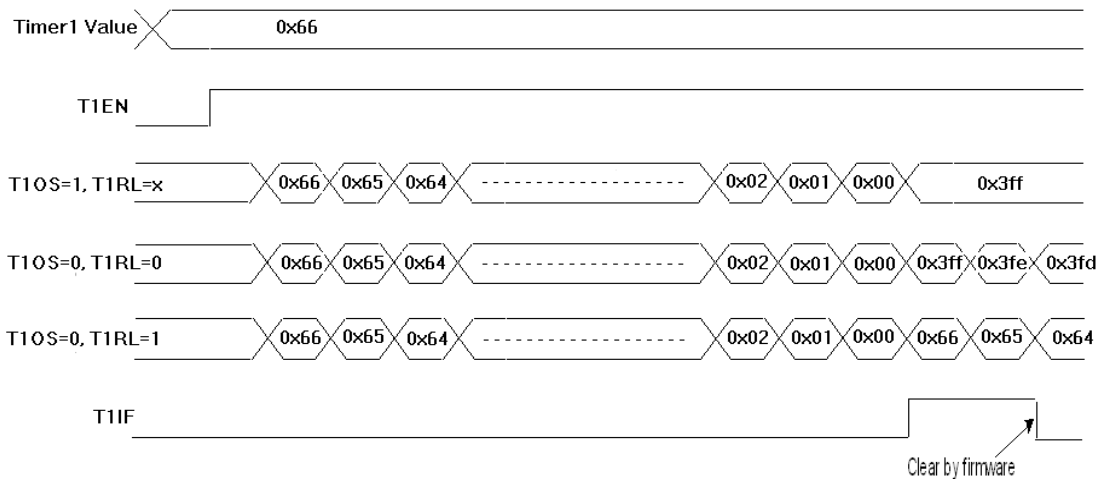 Timer1 Value 0x66
T1EN
T1OS=1, T1RL=x 0x66 0x65 0x64 0x02 0x01 0x00 0x3ff
T1OS=0, T1RL=0 0x66 0x65 0x64 0x02 0x01 0x00 0x3ff 0x3fe 0x3fd
T1OS=0, T1RL=1 0x66 0x65 0x64 0x02 0x01 0x00 0x66 0x65 0x64
T1IF
Clear by firmware